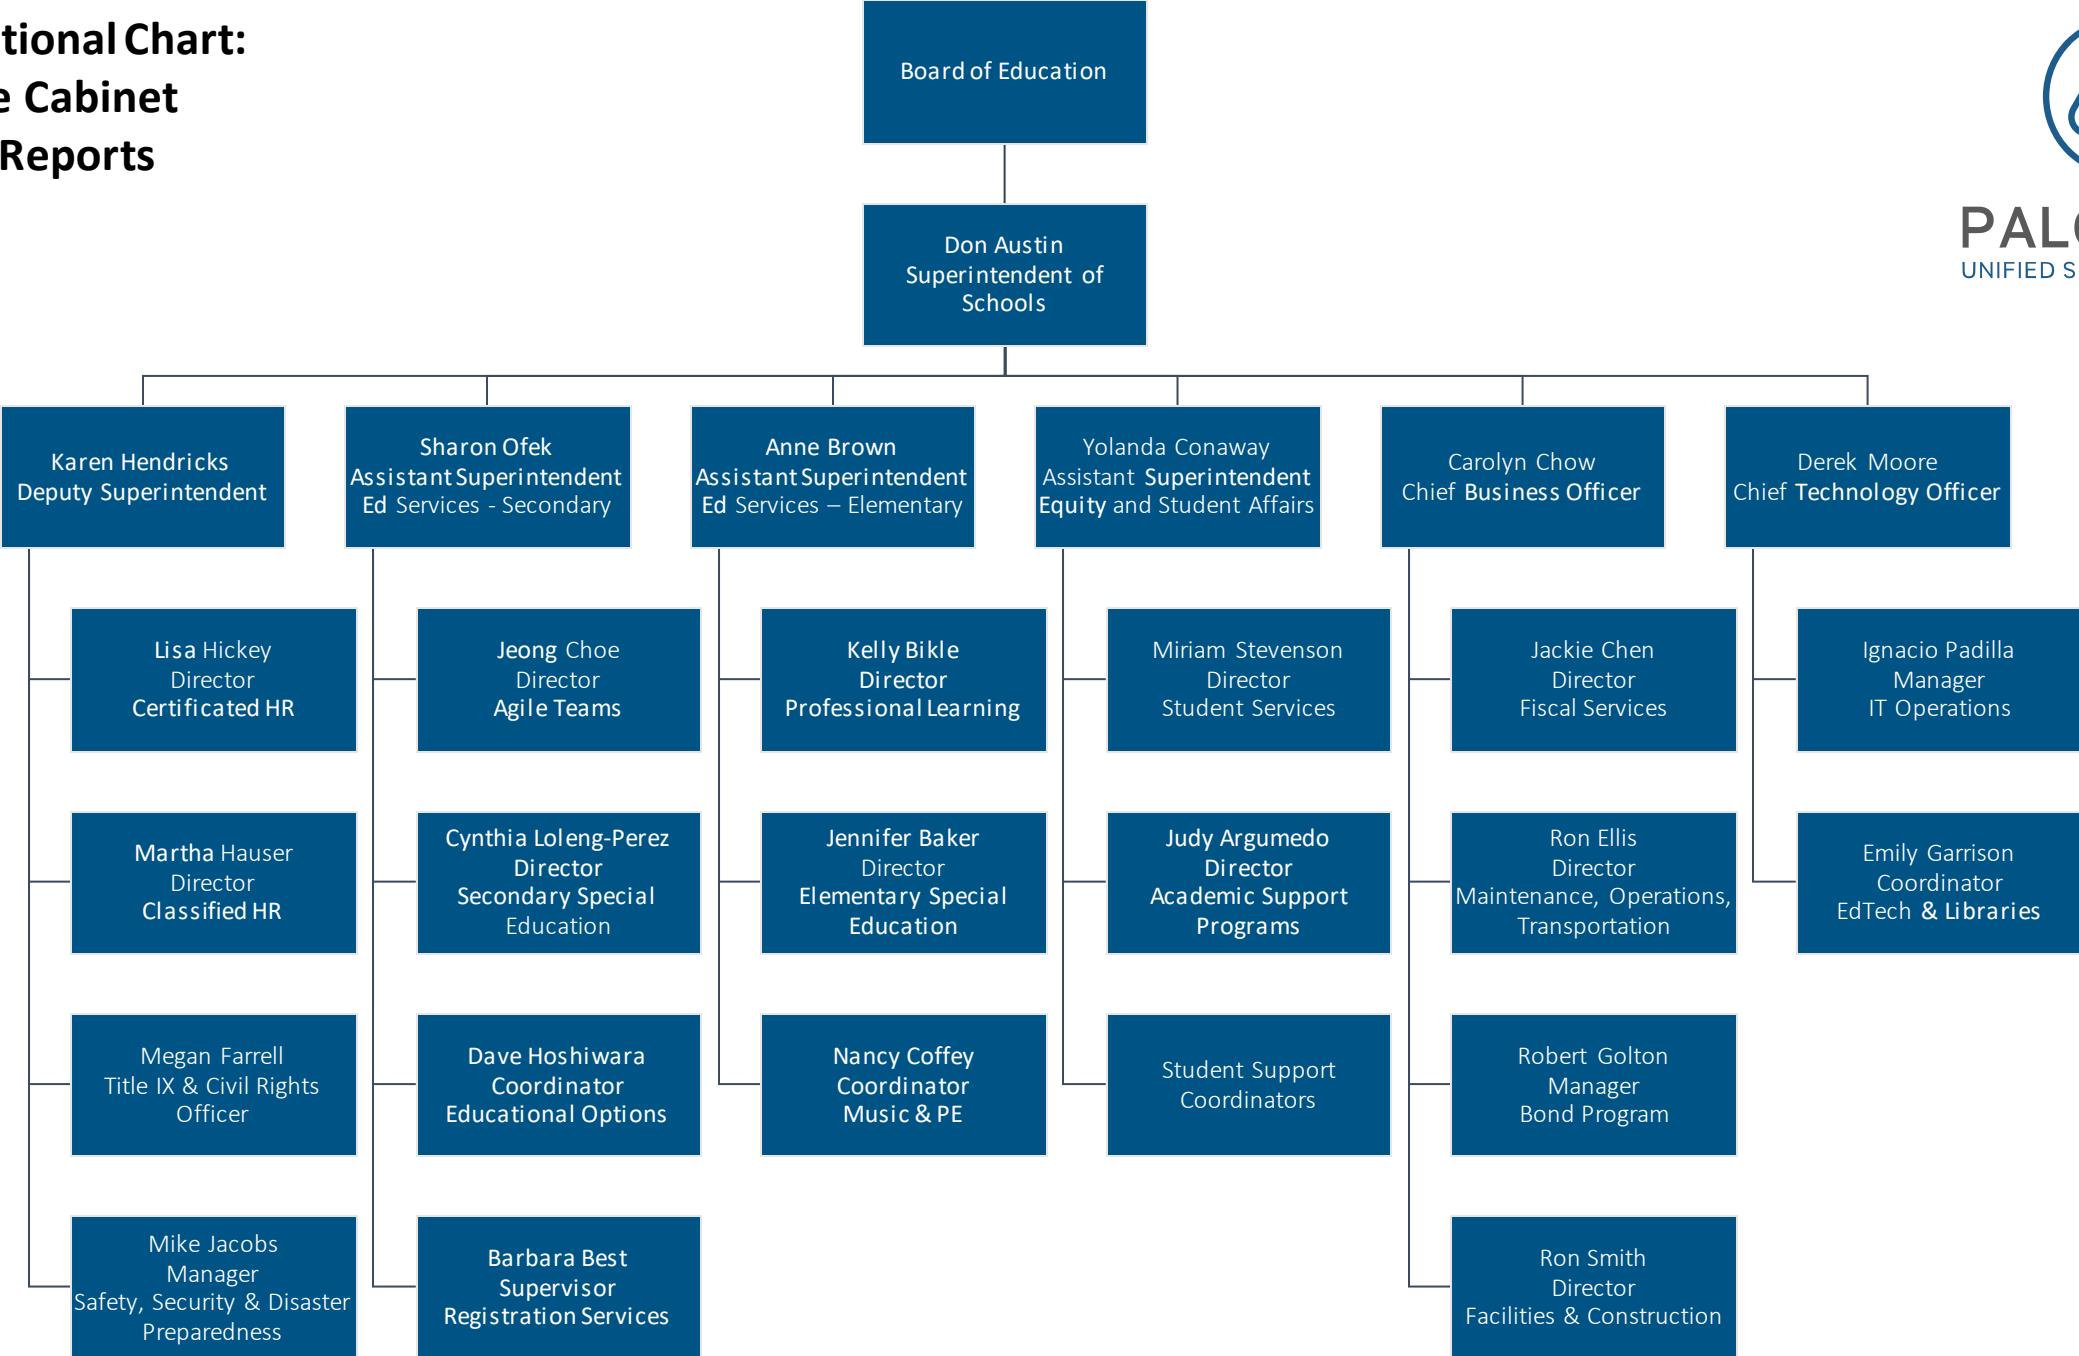 tional Chart:
e Cabinet
Reports
PALO
UNIFIED S
Board of Education
Don Austin
Superintendent of
Schools
Karen Hendricks
Deputy Superintendent
Sharon Ofek
Assistant Superintendent
Ed Services - Secondary
Anne Brown
Assistant Superintendent
Ed Services – Elementary
Yolanda Conaway
Assistant Superintendent
Equity and Student Affairs
Carolyn Chow
Chief Business Officer
Derek Moore
Chief Technology Officer
Lisa Hickey
Director
Certificated HR
Jeong Choe
Director
Agile Teams
Kelly Bikle
Director
Professional Learning
Miriam Stevenson
Director
Student Services
Jackie Chen
Director
Fiscal Services
Ignacio Padilla
Manager
IT Operations
Martha Hauser
Director
Classified HR
Cynthia Loleng-Perez
Director
Secondary Special
Education
Jennifer Baker
Director
Elementary Special
Education
Judy Argumedo
Director
Academic Support
Programs
Ron Ellis
Director
Maintenance, Operations,
Transportation
Emily Garrison
Coordinator
EdTech & Libraries
Megan Farrell
Title IX & Civil Rights
Officer
Dave Hoshiwara
Coordinator
Educational Options
Nancy Coffey
Coordinator
Music & PE
Student Support
Coordinators
Robert Golton
Manager
Bond Program
Mike Jacobs
Manager
Safety, Security & Disaster
Preparedness
Barbara Best
Supervisor
Registration Services
Ron Smith
Director
Facilities & Construction